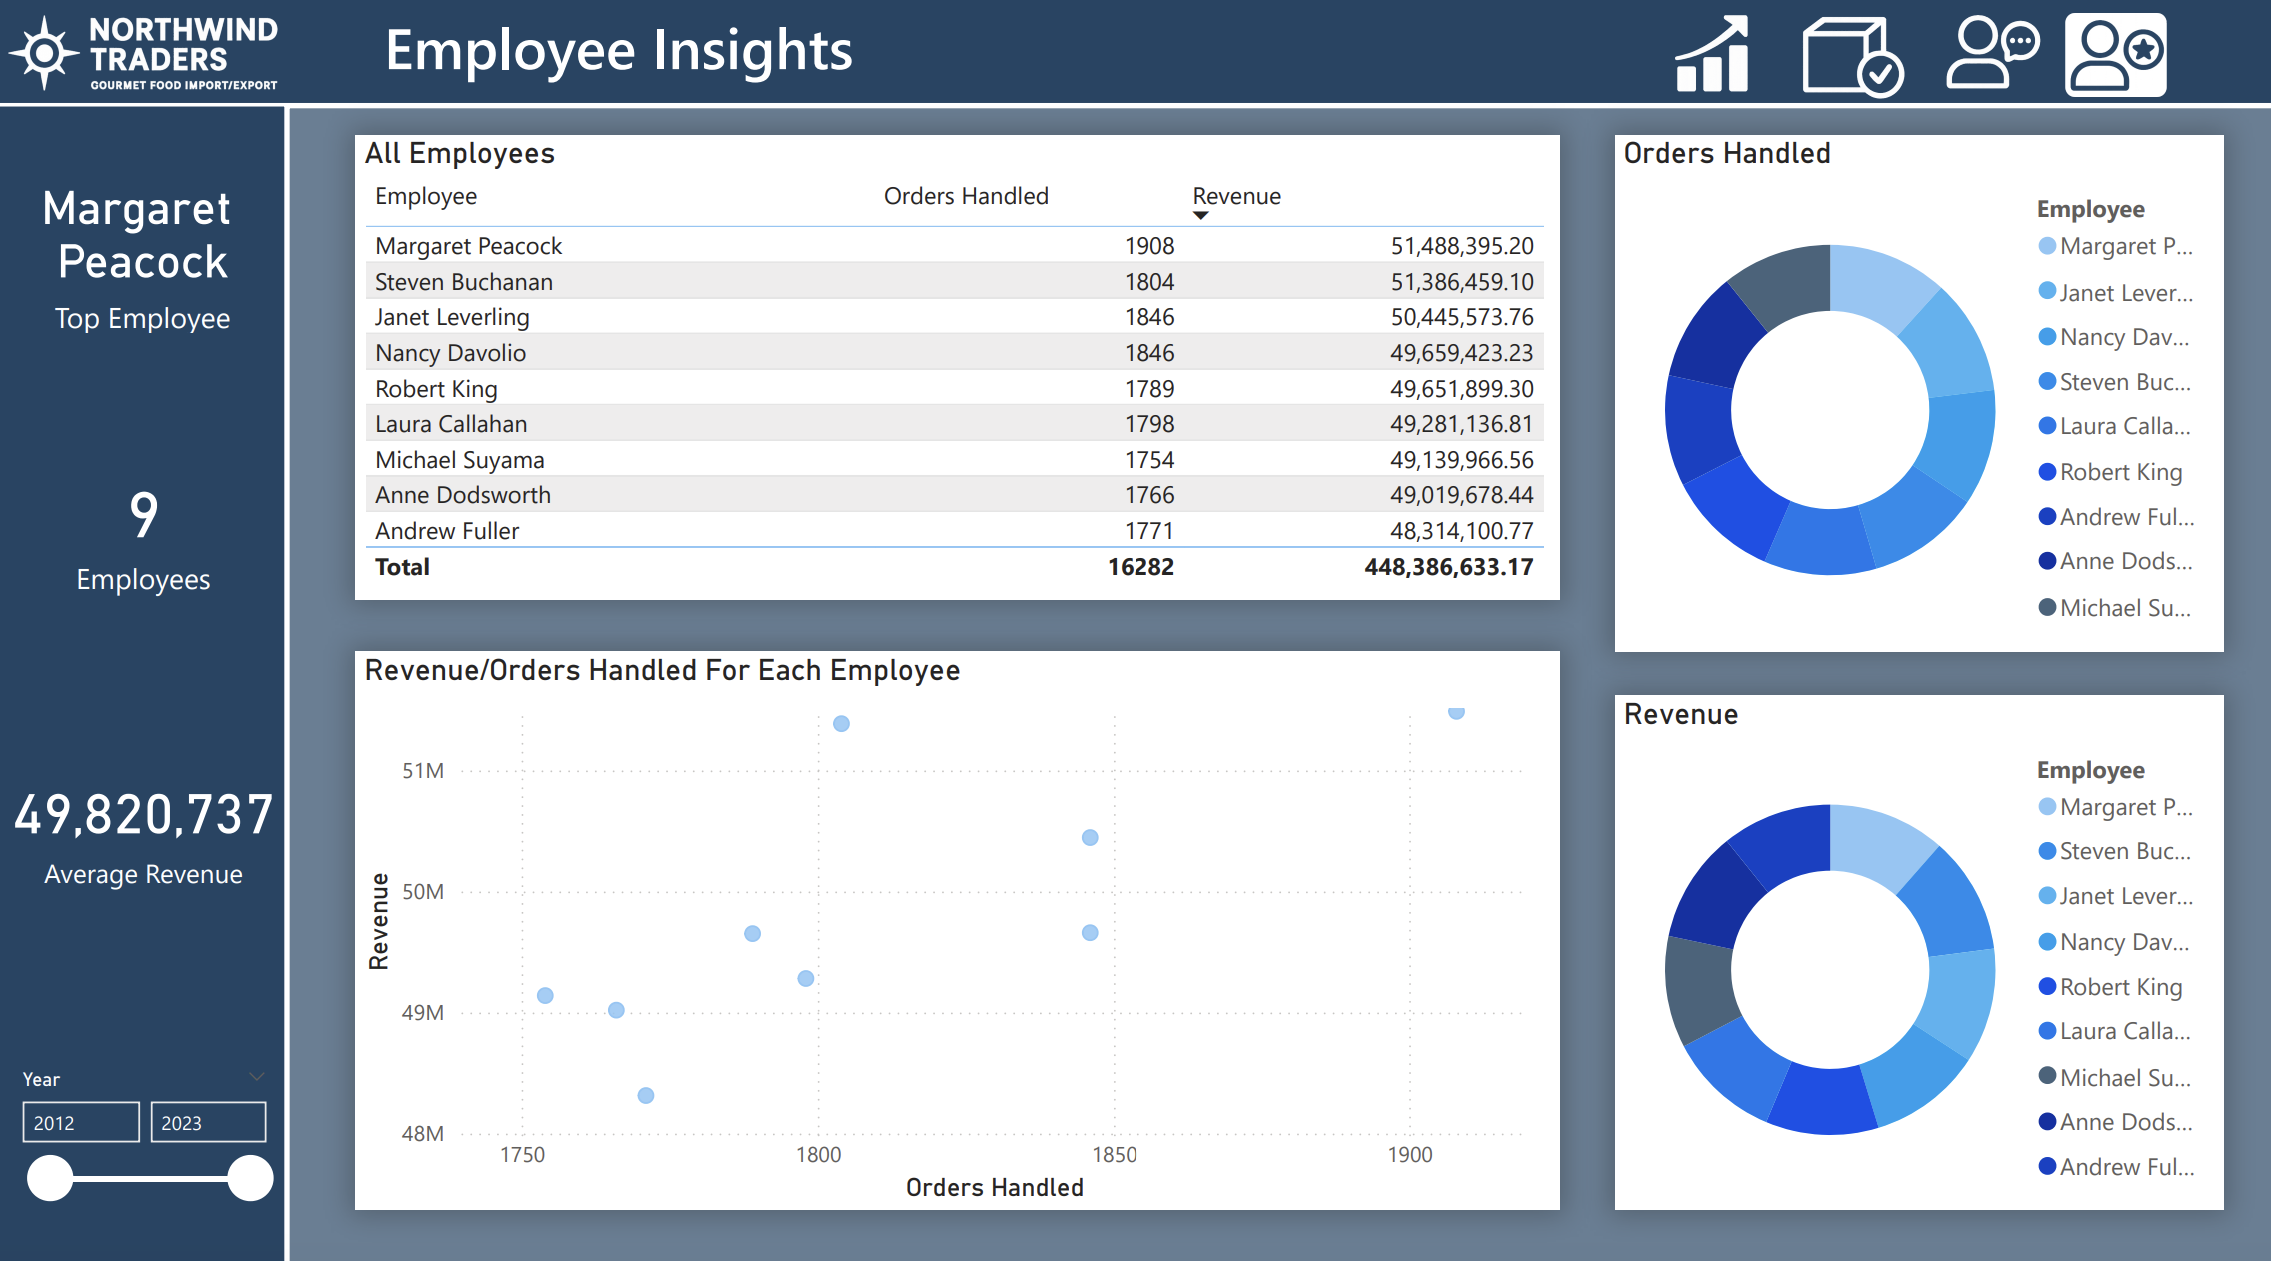 NORTHWIND
TRADERS
GOURMET FOOD IMPORT/EXPORT
Employee Insights
Margaret
Peacock
Top Employee
9
Employees
49,820,737
Average Revenue
Year
2012 2023
All Employees
Employee Orders Handled Revenue
Margaret Peacock 1908 51,488,395.20
Steven Buchanan 1804 51,386,459.10
Janet Leverling 1846 50,445,573.76
Nancy Davolio 1846 49,659,423.23
Robert King 1789 49,651,899.30
Laura Callahan 1798 49,281,136.81
Michael Suyama 1754 49,139,966.56
Anne Dodsworth 1766 49,019,678.44
Andrew Fuller 1771 48,314,100.77
Total 16282 448,386,633.17
Revenue/Orders Handled For Each Employee
Revenue
51M
50M
49M
48M
1750 1800 1850 1900
Orders Handled
Orders Handled
Employee
Margaret P...
Janet Lever...
Nancy Dav...
Steven Buc...
Laura Calla...
Robert King
Andrew Ful...
Anne Dods...
Michael Su...
Revenue
Employee
Margaret P...
Steven Buc...
Janet Lever...
Nancy Dav...
Robert King
Laura Calla...
Michael Su...
Anne Dods...
Andrew Ful...